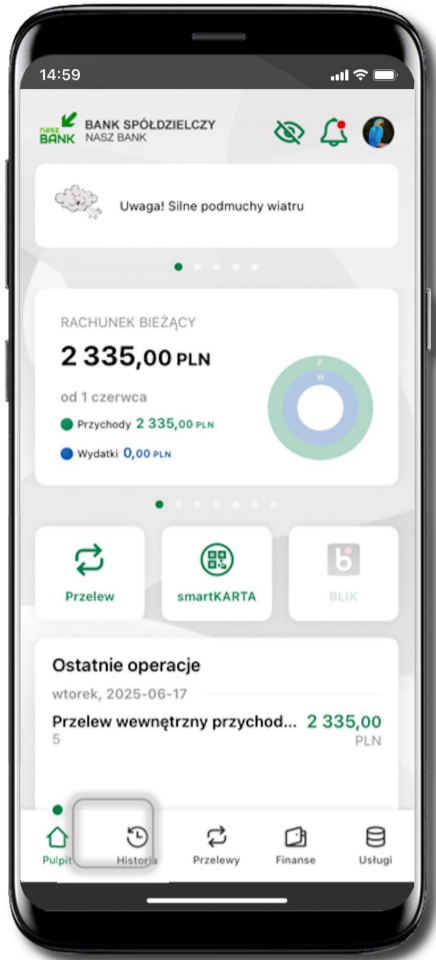 14:59
nasz
BANK
BANK SPÓŁDZIELCZY
NASZ BANK
Uwaga! Silne podmuchy wiatru
RACHUNEK BIEŻĄCY
2 335,00 PLN
od 1 czerwca
Przychody 2 335,00 PLN
Wydatki 0,00 PLN
P
W
Przelew
smartKARTA
BLIK
Ostatnie operacje
wtorek, 2025-06-17
Przelew wewnętrzny przychod... 2 335,00
5 PLN
Pulpit Historia Przelewy Finanse Usługi